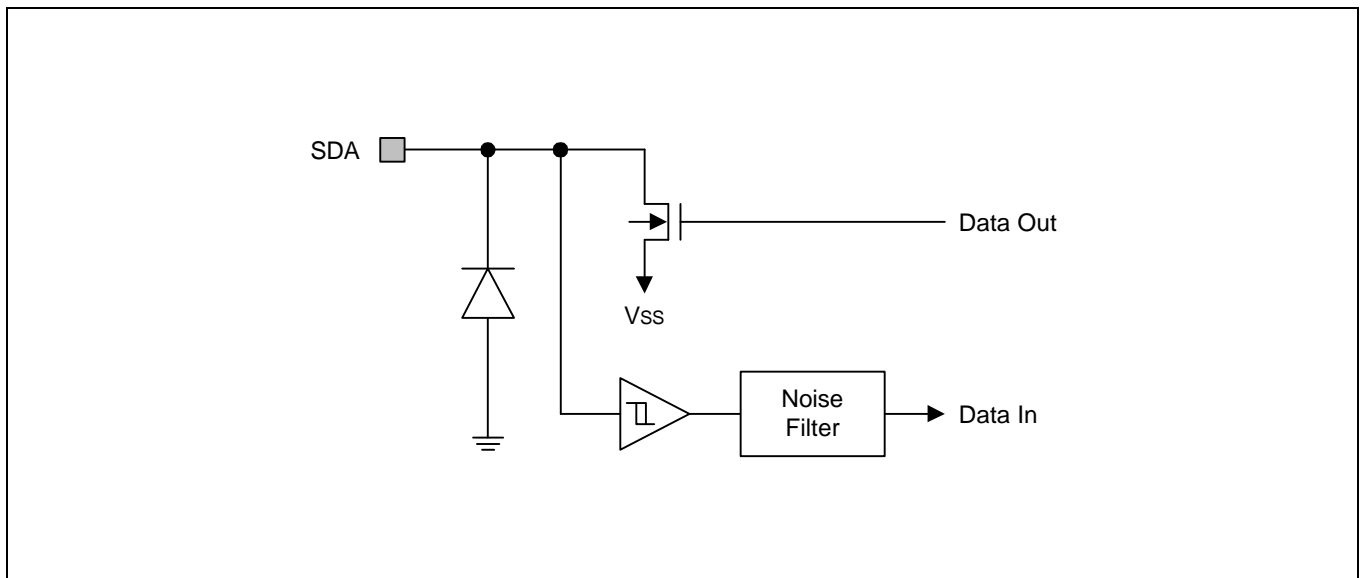 SDA
Data Out
VSS
Noise
Filter
Data In